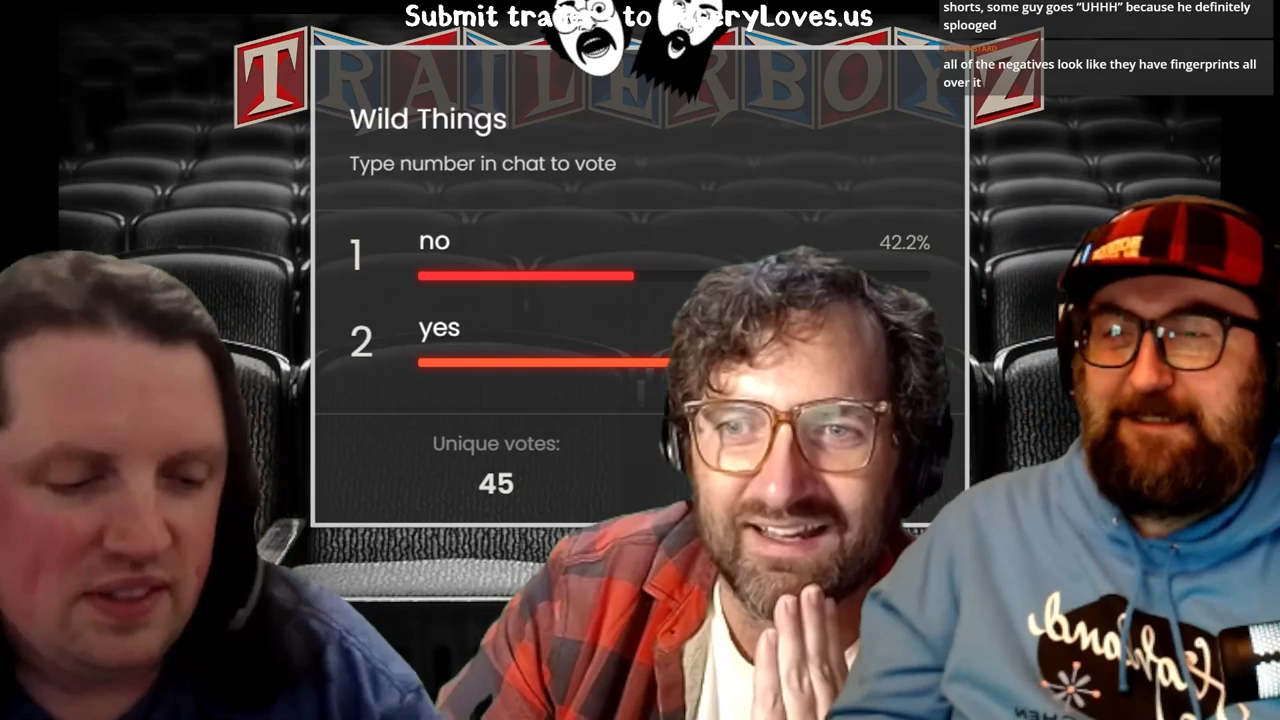 Submit
to
eryLoves.us
shorts, some guy goes “UHHH” because he definitely
splooged
all of the negatives look like they have fingerprints all
over it
TRAILERBOYZ
Wild Things
Type number in chat to vote
1
no
42.2%
2
yes
Unique votes:
45